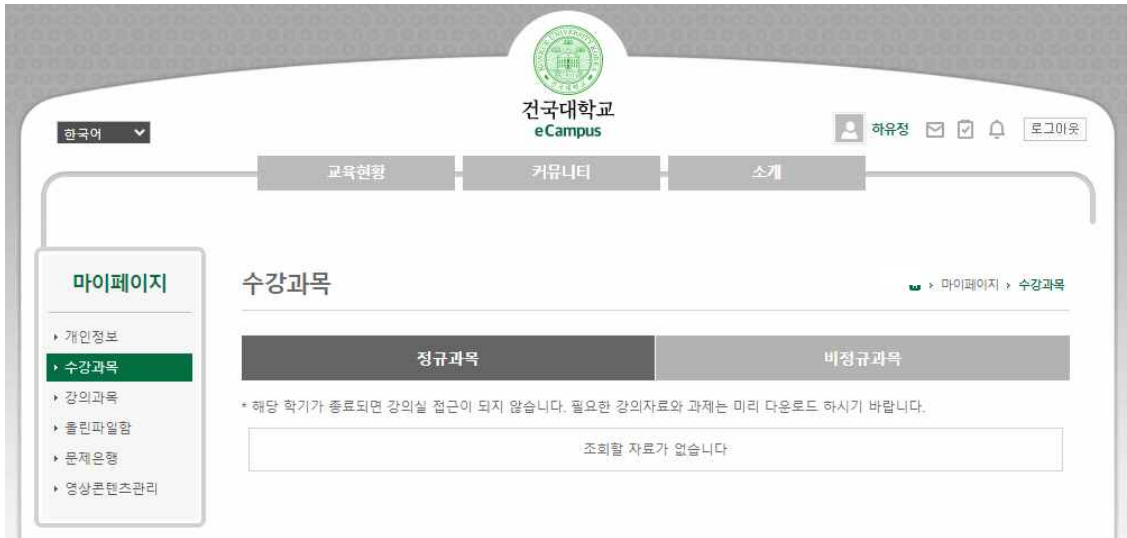 건국대학교
eCampus
한국어
하유정
로그아웃
교육현황
커뮤니티
소개
마이페이지
개인정보
수강과목
강의과목
올린파일함
문제은행
영상콘텐츠관리
수강과목
› 마이페이지 › 수강과목
정규과목
비정규과목
* 해당 학기가 종료되면 강의실 접근이 되지 않습니다. 필요한 강의자료와 과제는 미리 다운로드 하시기 바랍니다.
조회할 자료가 없습니다